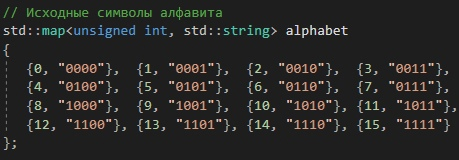 // Исходные символы алфавита
std::map<unsigned int, std::string> alphabet
{
{0, "0000"}, {1, "0001"}, {2, "0010"}, {3, "0011"},
{4, "0100"}, {5, "0101"}, {6, "0110"}, {7, "0111"},
{8, "1000"}, {9, "1001"}, {10, "1010"}, {11, "1011"},
{12, "1100"}, {13, "1101"}, {14, "1110"}, {15, "1111"}
};